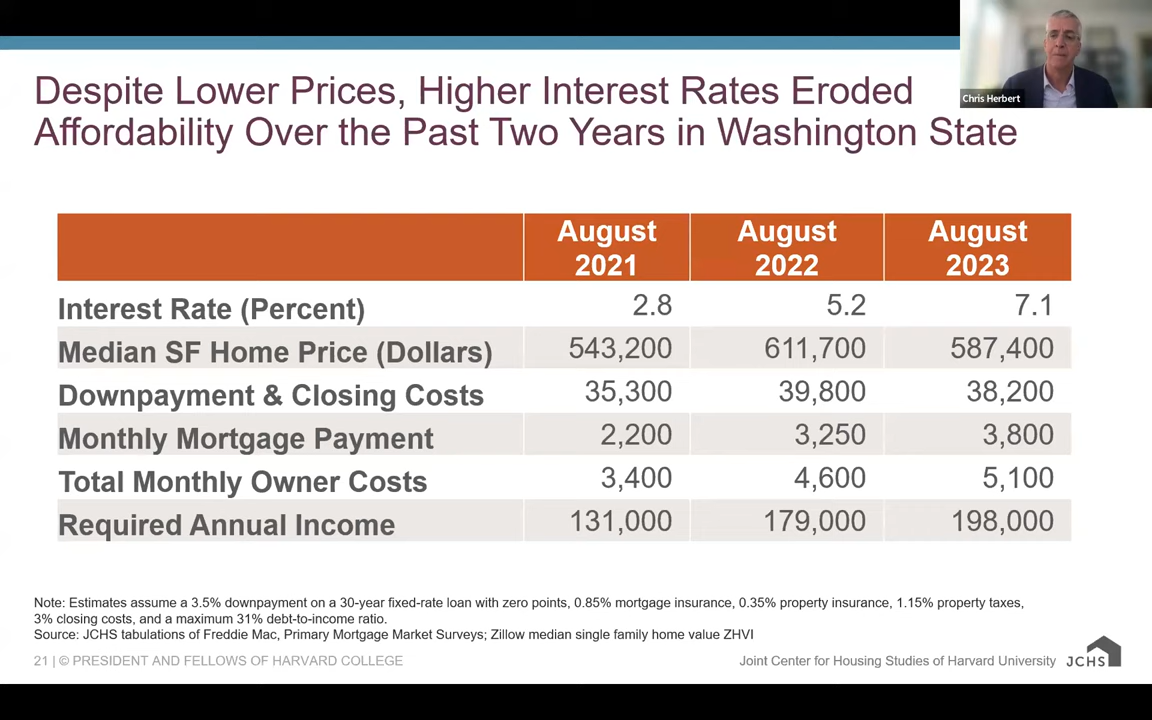 Chris Herbert
Despite Lower Prices, Higher Interest Rates Eroded
Affordability Over the Past Two Years in Washington State
August 2021 August 2022 August 2023
Interest Rate (Percent) 2.8 5.2 7.1
Median SF Home Price (Dollars) 543,200 611,700 587,400
Downpayment & Closing Costs 35,300 39,800 38,200
Monthly Mortgage Payment 2,200 3,250 3,800
Total Monthly Owner Costs 3,400 4,600 5,100
Required Annual Income 131,000 179,000 198,000
Note: Estimates assume a 3.5% downpayment on a 30-year fixed-rate loan with zero points, 0.85% mortgage insurance, 0.35% property insurance, 1.15% property taxes,
3% closing costs, and a maximum 31% debt-to-income ratio.
Source: JCHS tabulations of Freddie Mac, Primary Mortgage Market Surveys; Zillow median single family home value ZHVI
21 | © PRESIDENT AND FELLOWS OF HARVARD COLLEGE Joint Center for Housing Studies of Harvard University JCHS